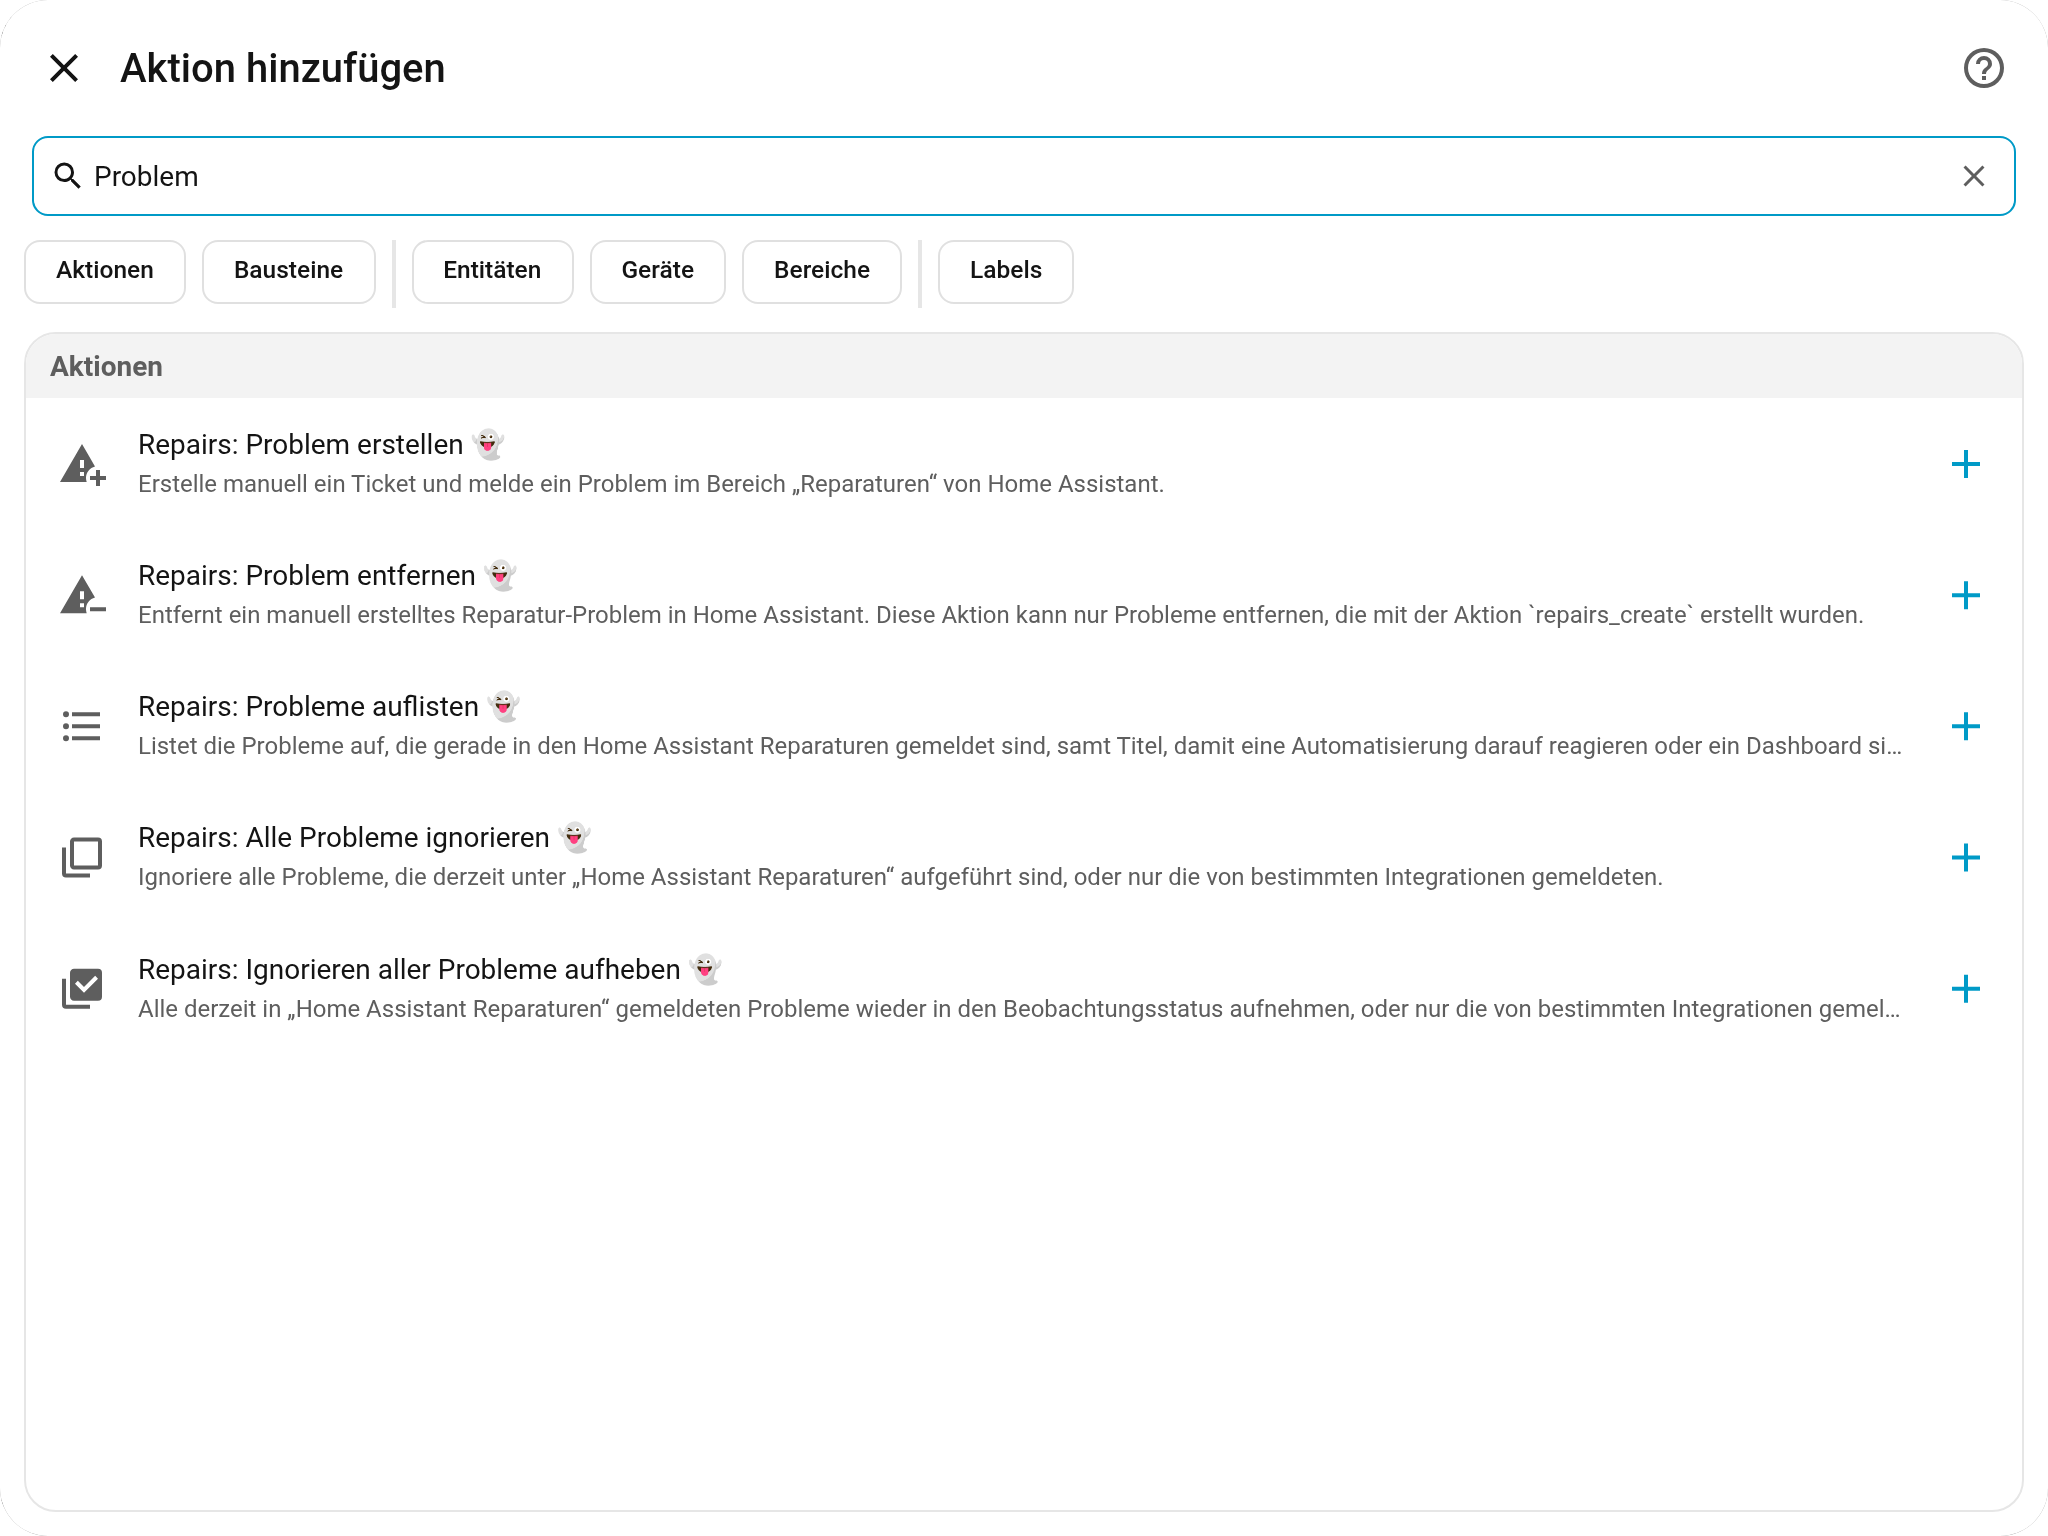 Aktion hinzufügen
Problem
Aktionen
Bausteine
Entitäten
Geräte
Bereiche
Labels
Aktionen
Repairs: Problem erstellen 👻
Erstelle manuell ein Ticket und melde ein Problem im Bereich „Reparaturen“ von Home Assistant.
Repairs: Problem entfernen 👻
Entfernt ein manuell erstelltes Reparatur-Problem in Home Assistant. Diese Aktion kann nur Probleme entfernen, die mit der Aktion `repairs_create` erstellt wurden.
Repairs: Probleme auflisten 👻
Listet die Probleme auf, die gerade in den Home Assistant Reparaturen gemeldet sind, samt Titel, damit eine Automatisierung darauf reagieren oder ein Dashboard si…
Repairs: Alle Probleme ignorieren 👻
Ignoriere alle Probleme, die derzeit unter „Home Assistant Reparaturen“ aufgeführt sind, oder nur die von bestimmten Integrationen gemeldeten.
Repairs: Ignorieren aller Probleme aufheben 👻
Alle derzeit in „Home Assistant Reparaturen“ gemeldeten Probleme wieder in den Beobachtungsstatus aufnehmen, oder nur die von bestimmten Integrationen gemel…